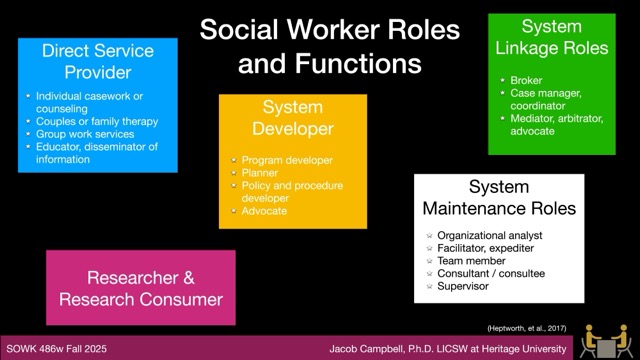 Social Worker Roles
and Functions
Direct Service
Provider
Individual casework or
counseling
Couples or family therapy
Group work services
Educator, disseminator of
information
System
Developer
Program developer
Planner
Policy and procedure
developer
Advocate
System
Linkage Roles
Broker
Case manager,
coordinator
Mediator, arbitrator,
advocate
System
Maintenance Roles
Organizational analyst
Facilitator, expediter
Team member
Consultant / consultee
Supervisor
Researcher &
Research Consumer
(Heptworth, et al., 2017)
SOWK 486w Fall 2025
Jacob Campbell, Ph.D. LICSW at Heritage University